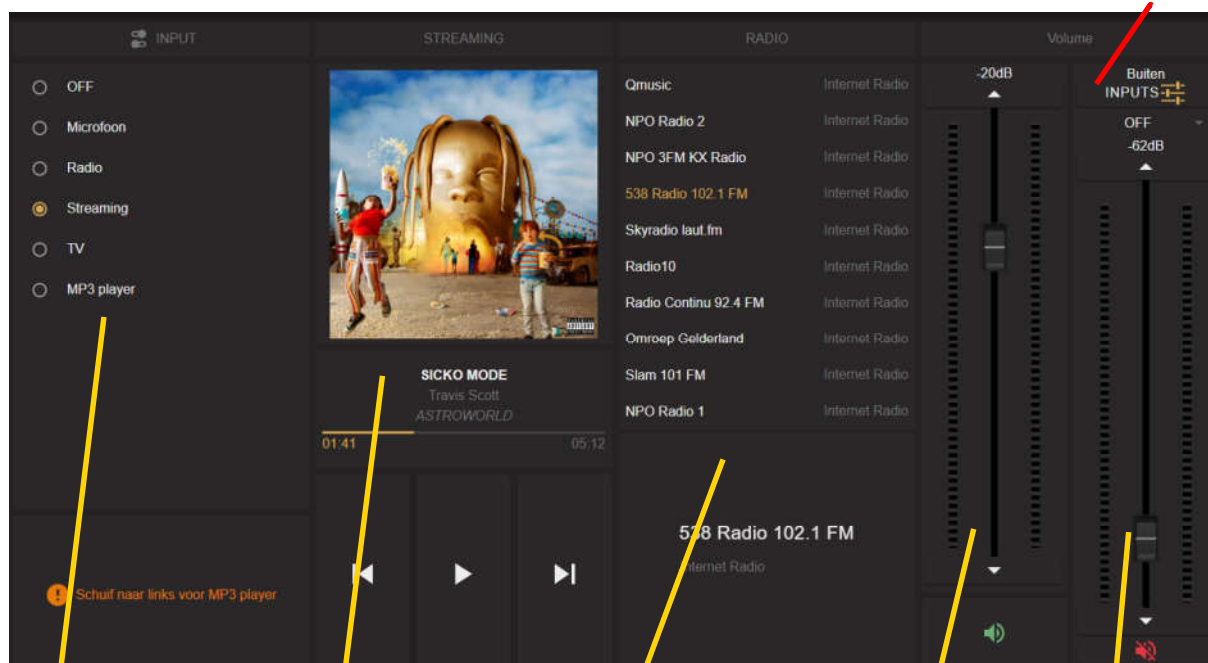 INPUT
OFF
Microfoon
Radio
Streaming
TV
MP3 player
Schuif naar links voor MP3 player
STREAMING
SICKO MODE
Travis Scott
ASTROWORLD
01:41 05:12
RADIO
Qmusic Internet Radio
NPO Radio 2 Internet Radio
NPO 3FM KX Radio Internet Radio
538 Radio 102.1 FM Internet Radio
Skyradio laut.fm Internet Radio
Radio10 Internet Radio
Radio Continu 92.4 FM Internet Radio
Omroep Gelderland Internet Radio
Slam 101 FM Internet Radio
NPO Radio 1 Internet Radio
538 Radio 102.1 FM
Internet Radio
Volume
-20dB
Buiten
INPUTS
OFF
-62dB